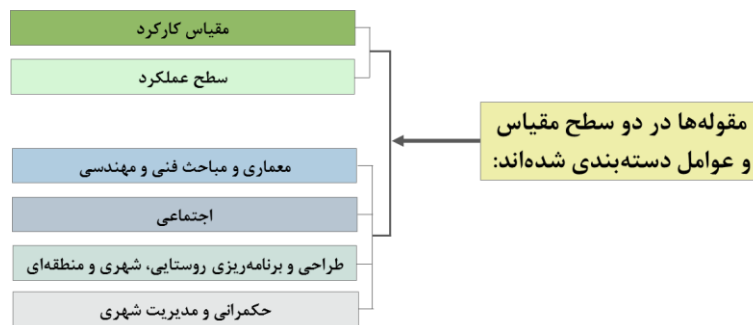 مقوله‌ها در دو سطح مقیاس
و عوامل دسته‌بندی شده‌اند:
مقیاس کارکرد
سطح عملکرد
معماری و مباحث فنی و مهندسی
اجتماعی
طراحی و برنامه‌ریزی روستایی، شهری و منطقه‌ای
حکمرانی و مدیریت شهری